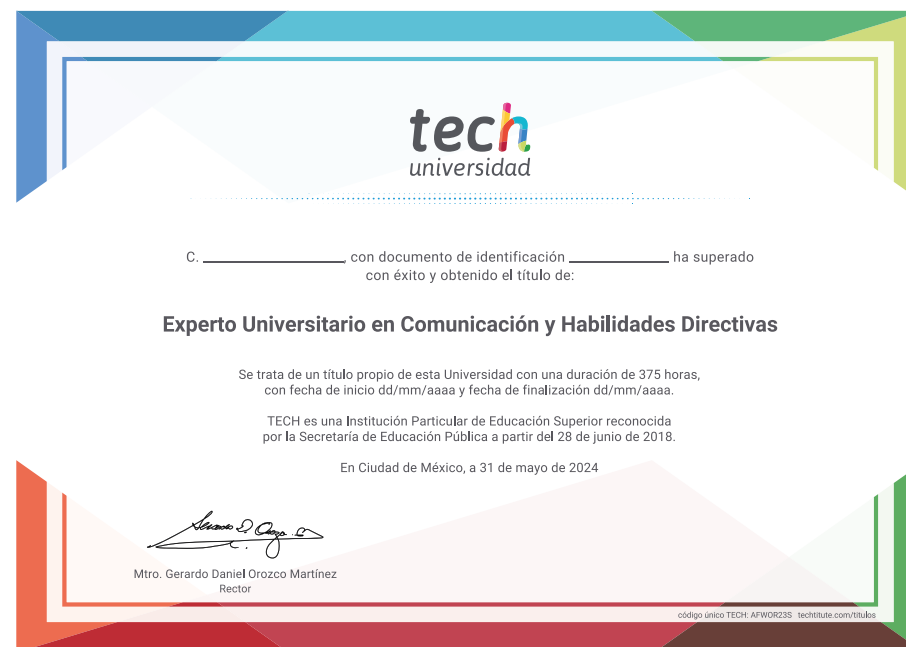 tech
universidad
C. ____________________, con documento de identificación ______________ ha superado
con éxito y obtenido el título de:
Experto Universitario en Comunicación y Habilidades Directivas
Se trata de un título propio de esta Universidad con una duración de 375 horas,
con fecha de inicio dd/mm/aaaa y fecha de finalización dd/mm/aaaa.
TECH es una Institución Particular de Educación Superior reconocida
por la Secretaría de Educación Pública a partir del 28 de junio de 2018.
En Ciudad de México, a 31 de mayo de 2024
Mtro. Gerardo Daniel Orozco Martínez
Rector
código único TECH: AFWOR23S techtitute.com/titulos